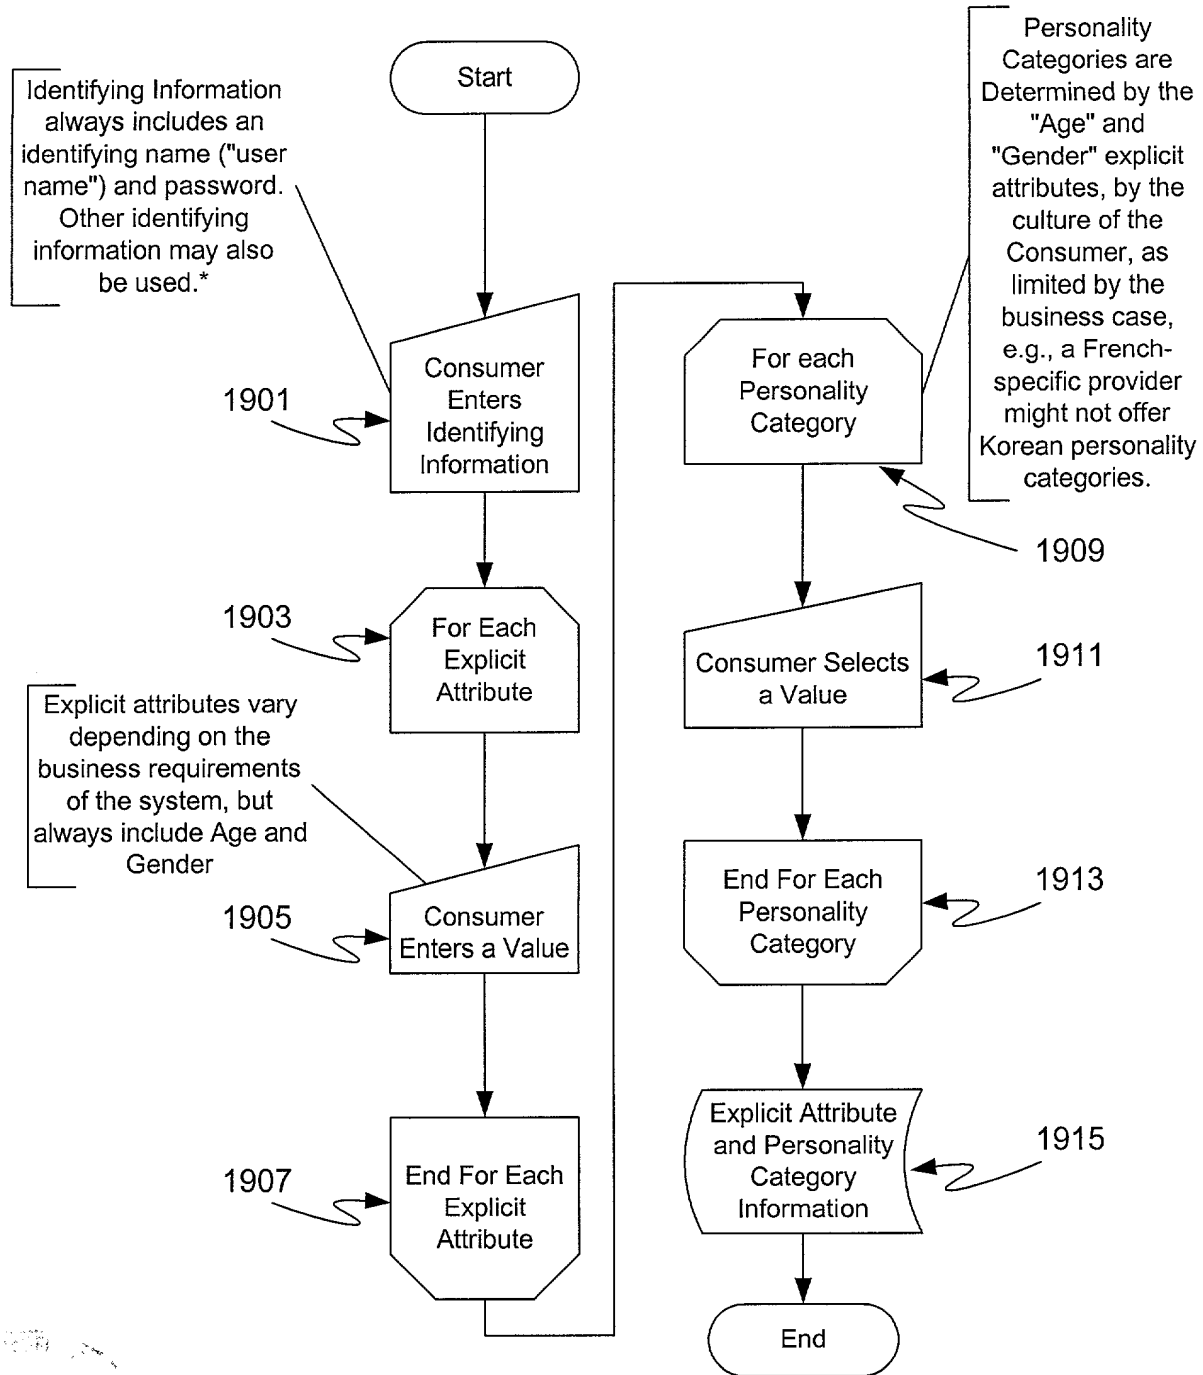 Start
Identifying Information
always includes an
identifying name ("user
name") and password.
Other identifying
information may also
be used.*
Consumer
Enters
Identifying
Information
1901
1903
For Each
Explicit
Attribute
Explicit attributes vary
depending on the
business requirements
of the system, but
always include Age and
Gender
1905
Consumer
Enters a Value
1907
End For Each
Explicit
Attribute
Personality
Categories are
Determined by the
"Age" and
"Gender" explicit
attributes, by the
culture of the
Consumer, as
limited by the
business case,
e.g., a French-
specific provider
might not offer
Korean personality
categories.
For each
Personality
Category
1909
Consumer Selects
a Value
1911
End For Each
Personality
Category
1913
Explicit Attribute
and Personality
Category
Information
1915
End